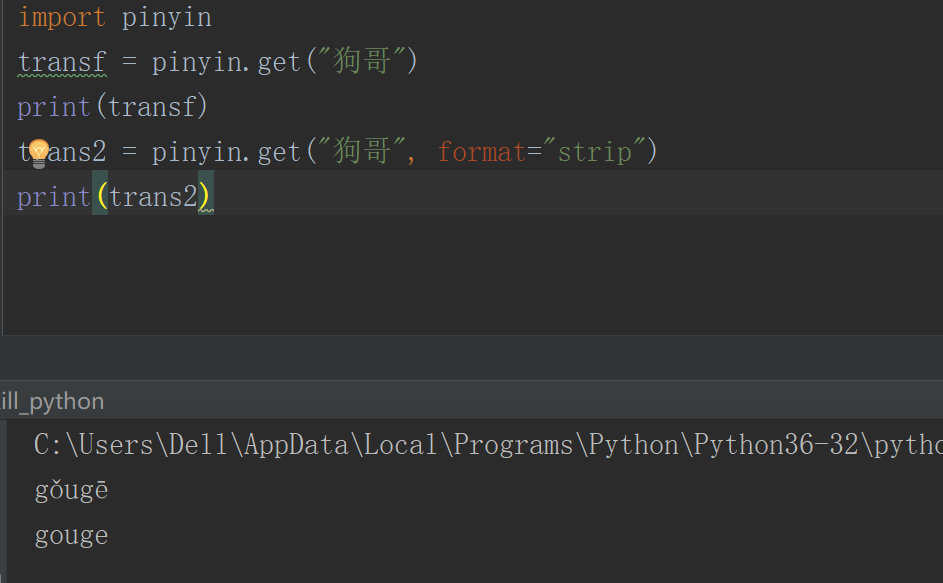 import pinyin
transf = pinyin.get("狗哥")
print(transf)
trans2 = pinyin.get("狗哥", format="strip")
print(trans2)
ill_python
C:\Users\Dell\AppData\Local\Programs\Python\Python36-32\pytho
gǒugē
gouge